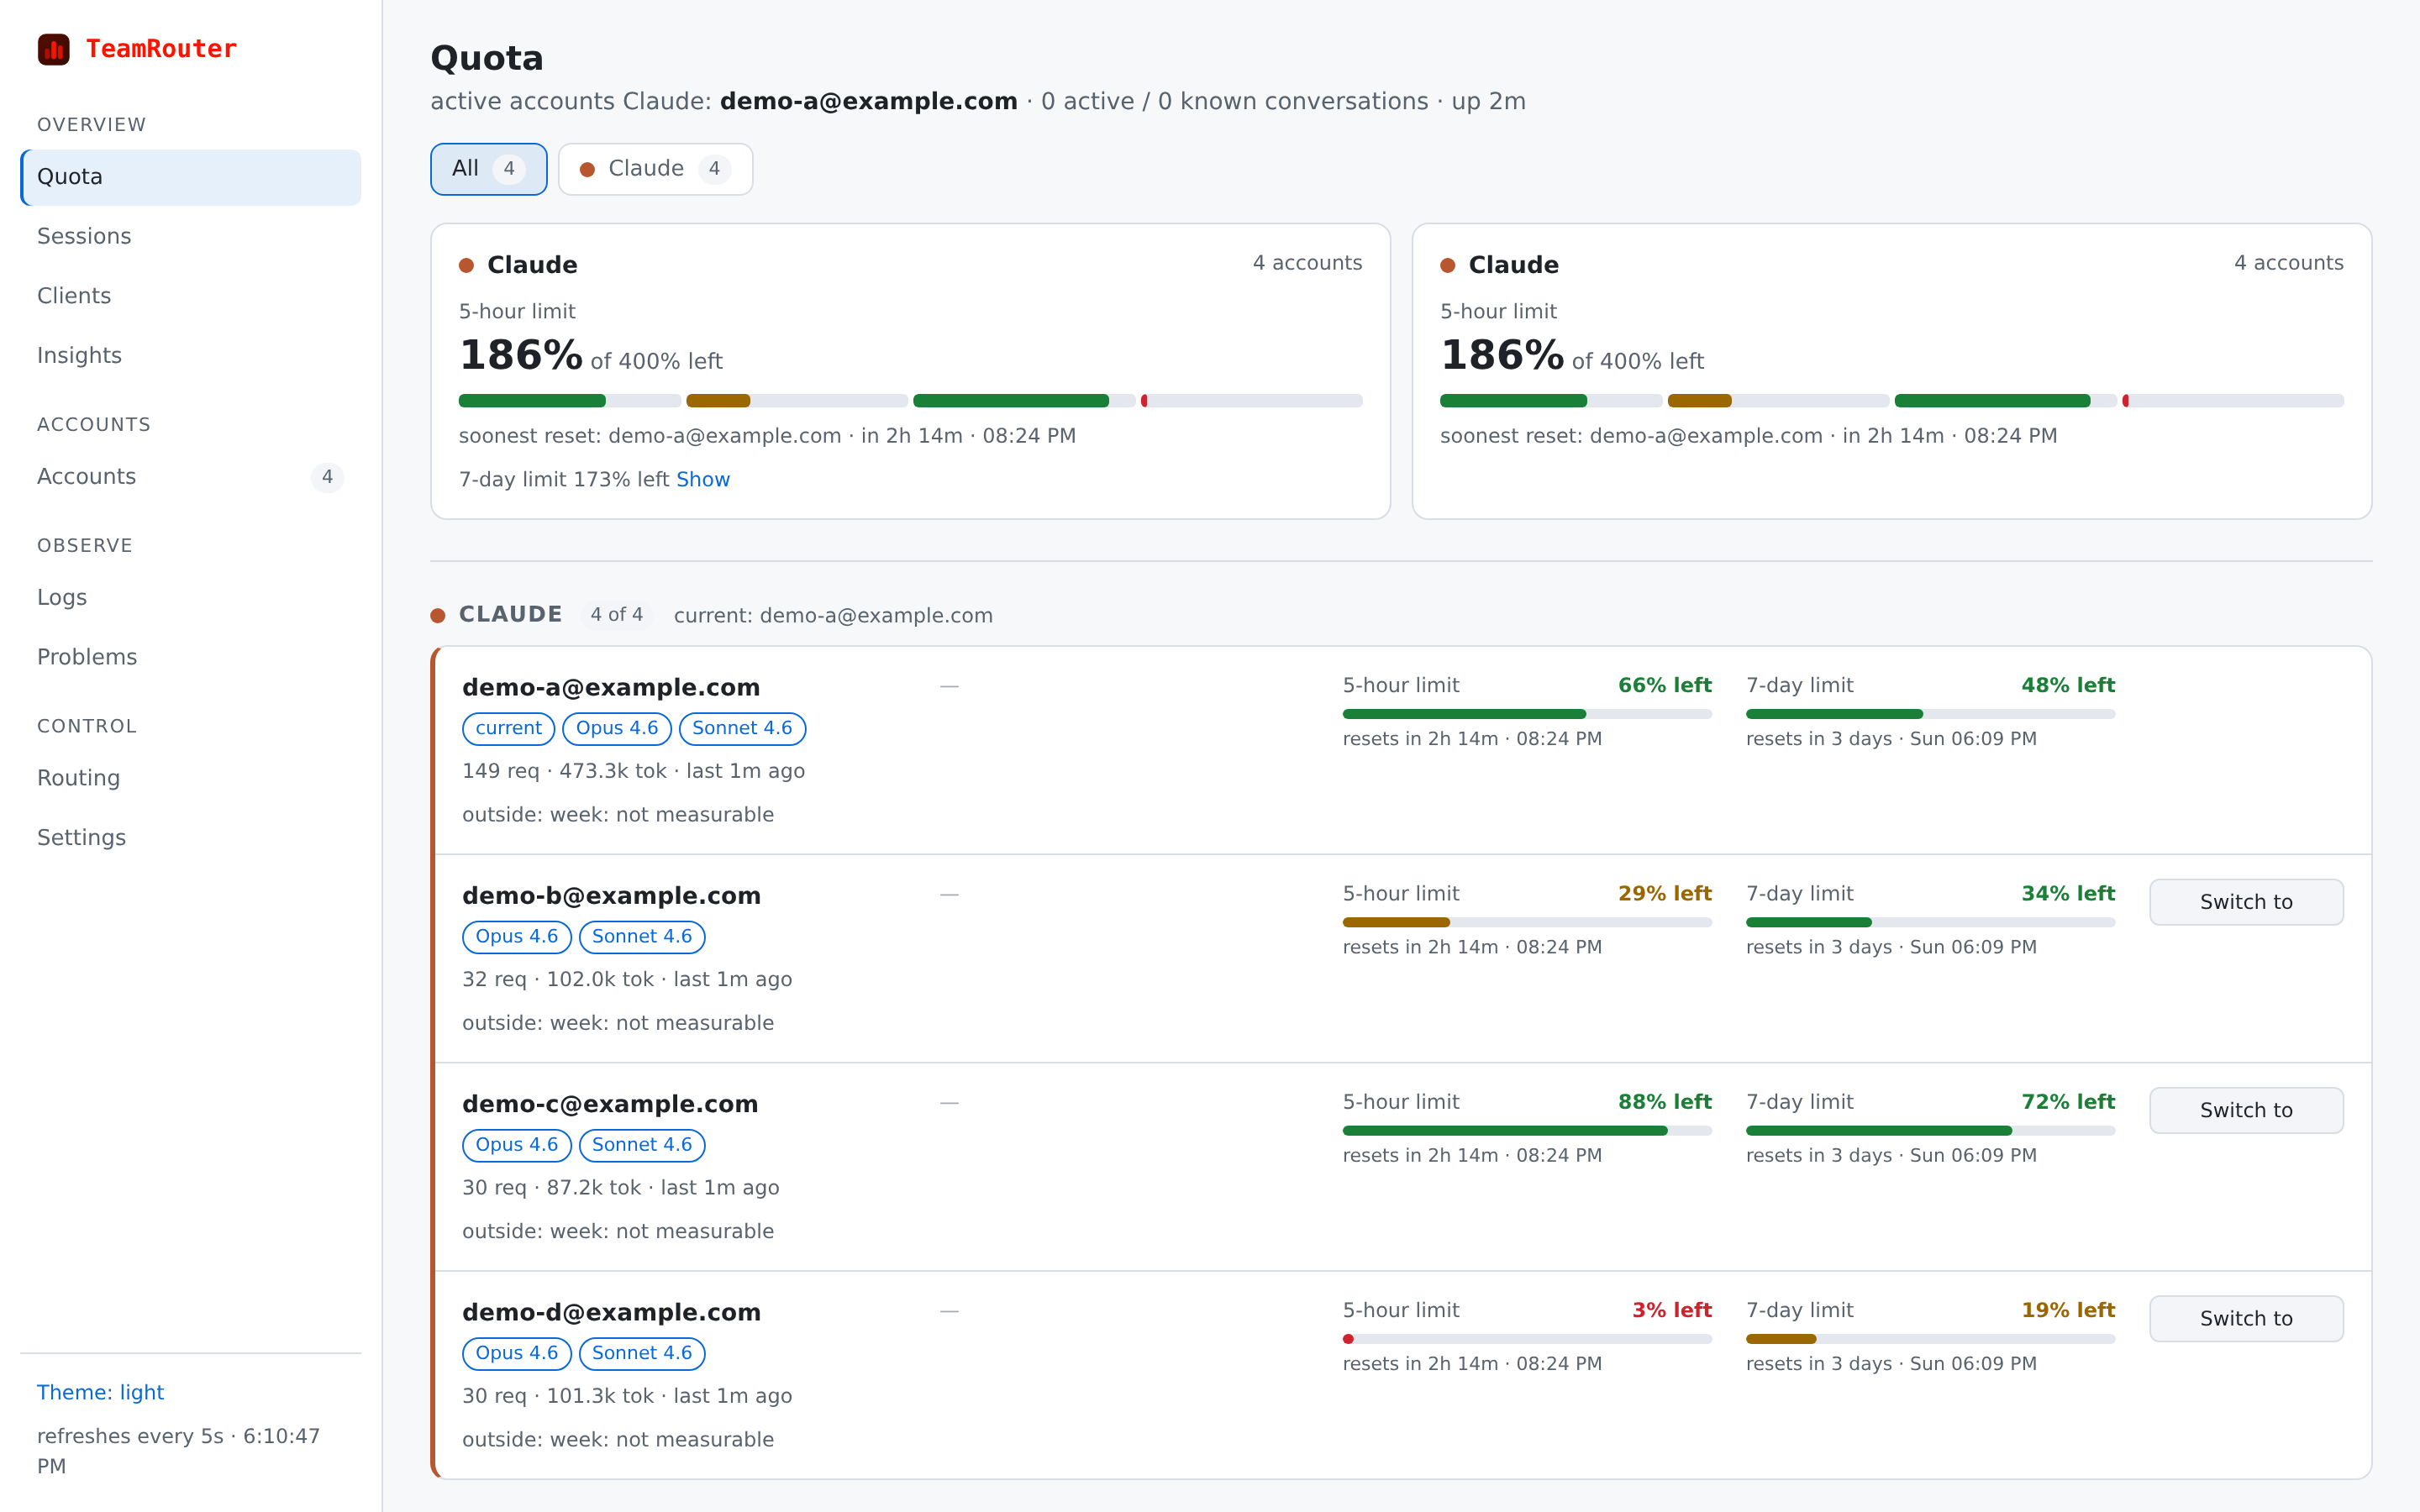 TeamRouter
OVERVIEW
Quota
Sessions
Clients
Insights
ACCOUNTS
Accounts 4
OBSERVE
Logs
Problems
CONTROL
Routing
Settings
Theme: light
refreshes every 5s · 6:10:47
PM
Quota
active accounts Claude: demo-a@example.com · 0 active / 0 known conversations · up 2m
All 4 Claude 4
Claude 4 accounts
5-hour limit
186% of 400% left
soonest reset: demo-a@example.com · in 2h 14m · 08:24 PM
7-day limit 173% left Show
Claude 4 accounts
5-hour limit
186% of 400% left
soonest reset: demo-a@example.com · in 2h 14m · 08:24 PM
CLAUDE 4 of 4 current: demo-a@example.com
demo-a@example.com — 5-hour limit 66% left 7-day limit 48% left
current Opus 4.6 Sonnet 4.6 resets in 2h 14m · 08:24 PM resets in 3 days · Sun 06:09 PM
149 req · 473.3k tok · last 1m ago
outside: week: not measurable
demo-b@example.com — 5-hour limit 29% left 7-day limit 34% left Switch to
Opus 4.6 Sonnet 4.6 resets in 2h 14m · 08:24 PM resets in 3 days · Sun 06:09 PM
32 req · 102.0k tok · last 1m ago
outside: week: not measurable
demo-c@example.com — 5-hour limit 88% left 7-day limit 72% left Switch to
Opus 4.6 Sonnet 4.6 resets in 2h 14m · 08:24 PM resets in 3 days · Sun 06:09 PM
30 req · 87.2k tok · last 1m ago
outside: week: not measurable
demo-d@example.com — 5-hour limit 3% left 7-day limit 19% left Switch to
Opus 4.6 Sonnet 4.6 resets in 2h 14m · 08:24 PM resets in 3 days · Sun 06:09 PM
30 req · 101.3k tok · last 1m ago
outside: week: not measurable